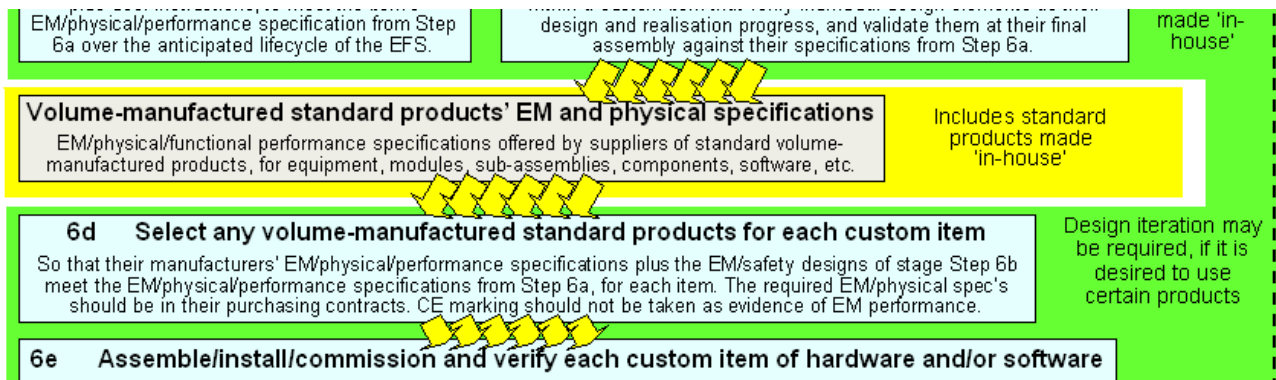 EM/physical/performance specification from Step
6a over the anticipated lifecycle of the EFS.
design and realisation progress, and validate them at their final
assembly against their specifications from Step 6a.
made 'in-
house'
Volume-manufactured standard products' EM and physical specifications
EM/physical/functional performance specifications offered by suppliers of standard volume-
manufactured products, for equipment, modules, sub-assemblies, components, software, etc.
Includes standard
products made
'in-house'
6d Select any volume-manufactured standard products for each custom item
So that their manufacturers' EM/physical/performance specifications plus the EM/safety designs of stage Step 6b
meet the EM/physical/performance specifications from Step 6a, for each item. The required EM/physical spec's
should be in their purchasing contracts. CE marking should not be taken as evidence of EM performance.
Design iteration may
be required, if it is
desired to use
certain products
6e Assemble/install/commission and verify each custom item of hardware and/or software